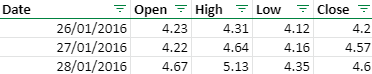 Date Open High Low Close
26/01/2016 4.23 4.31 4.12 4.2
27/01/2016 4.22 4.64 4.16 4.57
28/01/2016 4.67 5.13 4.35 4.6